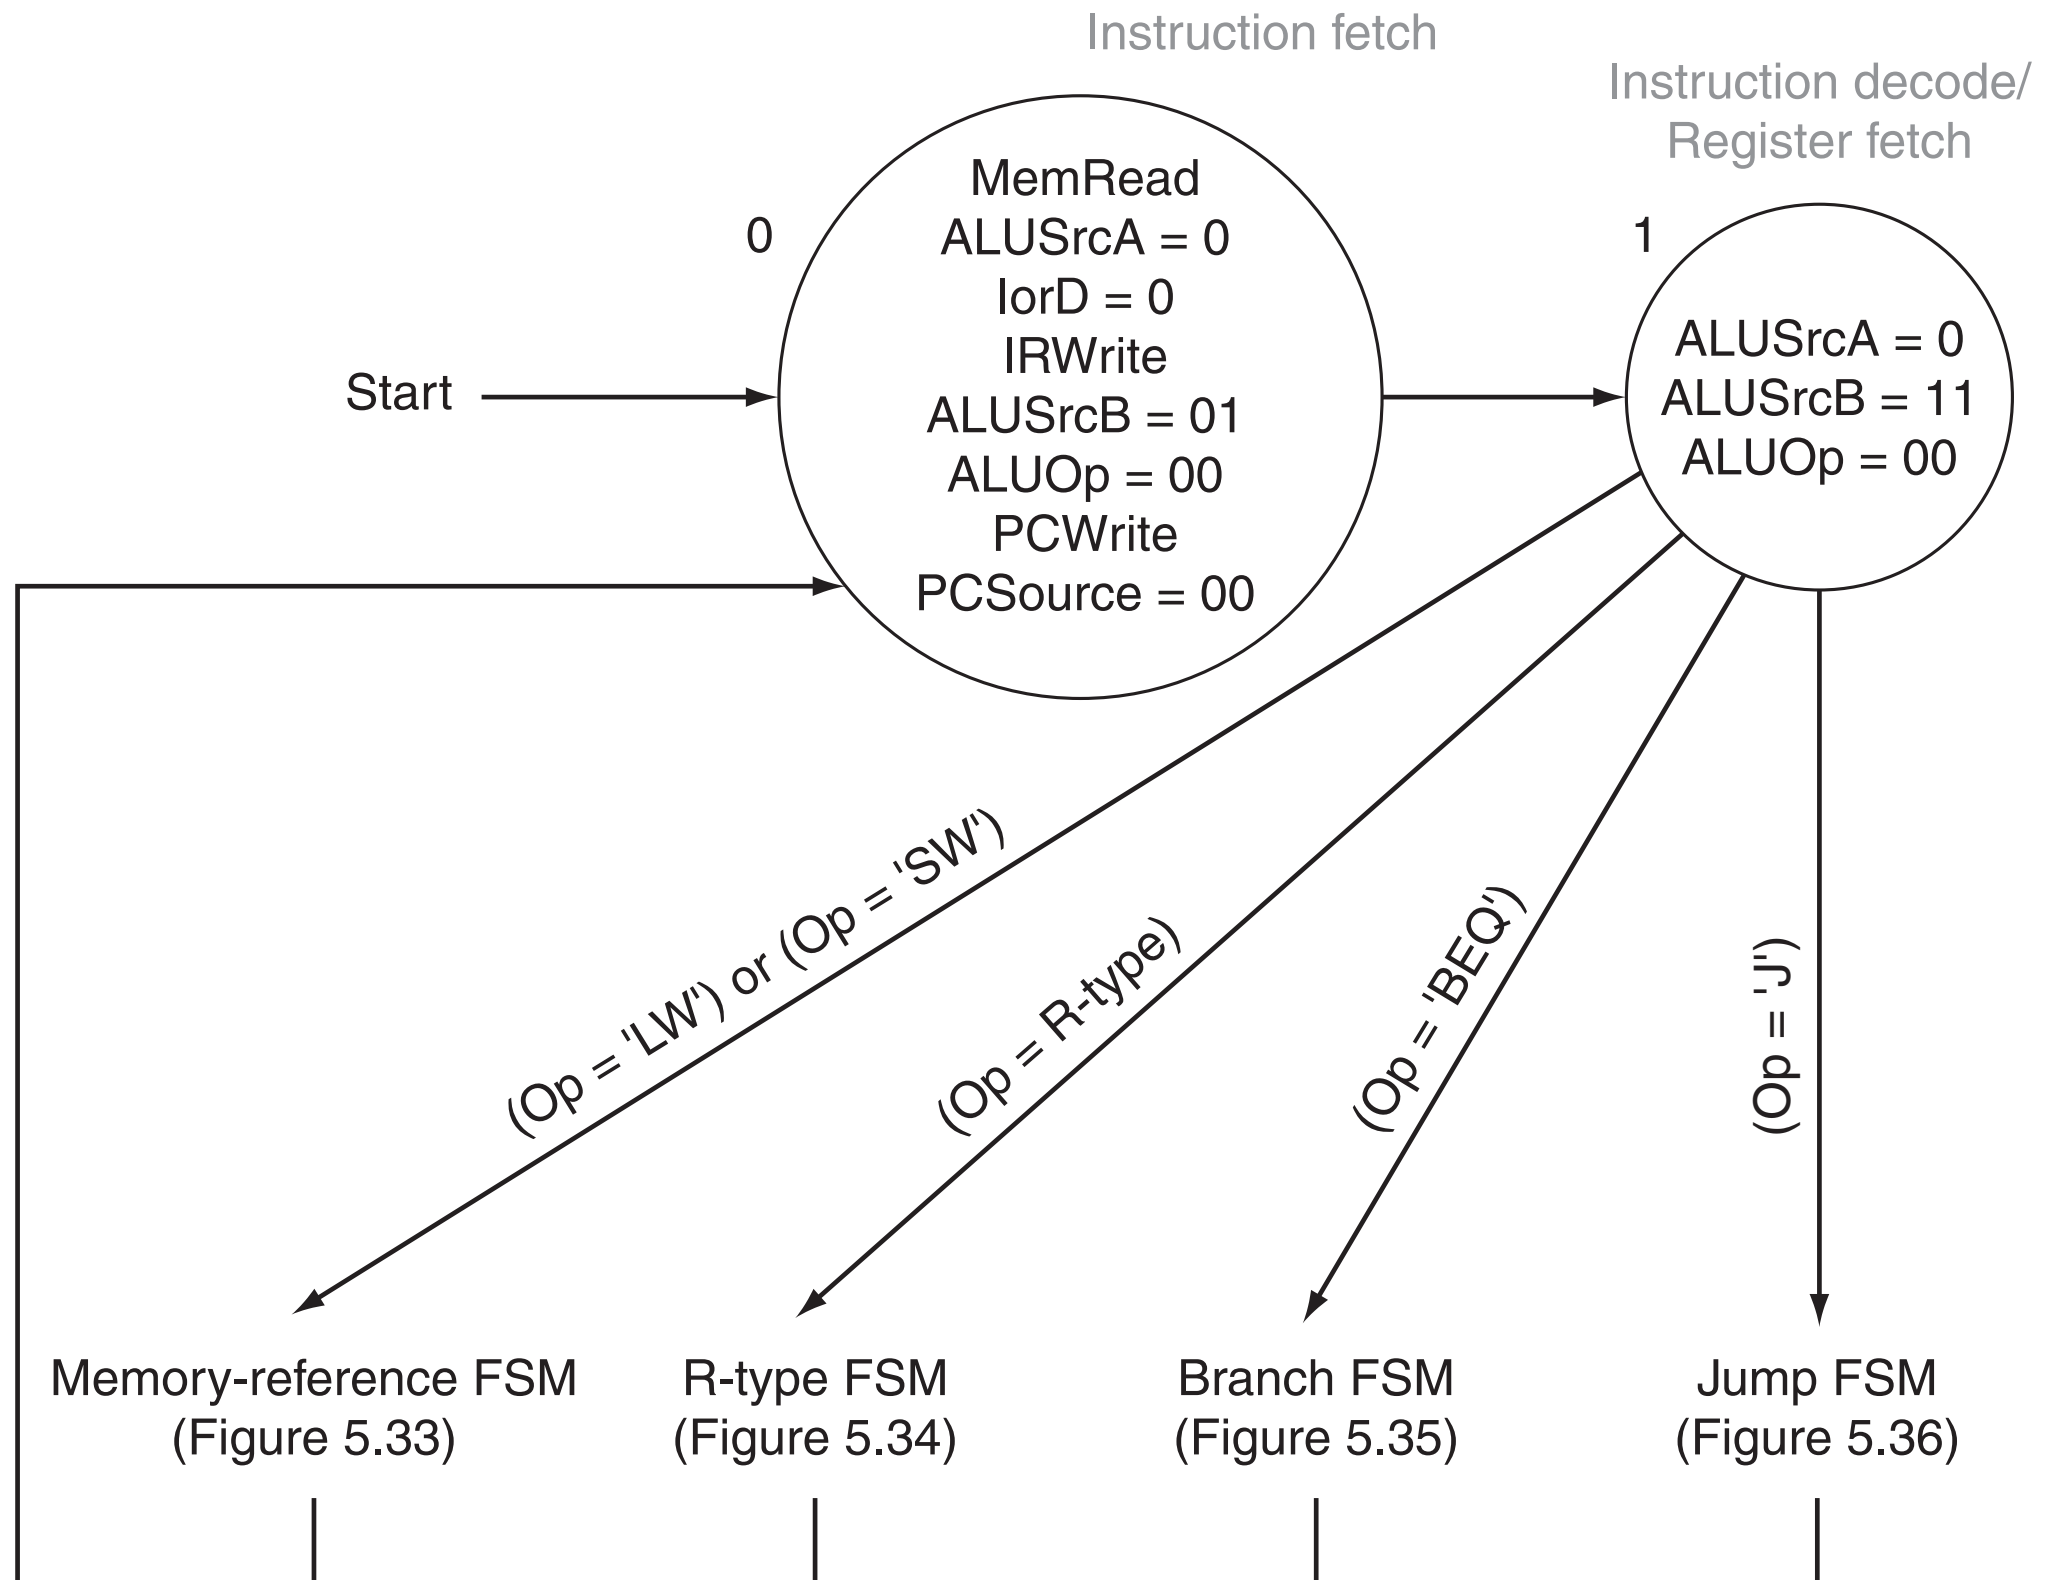 Instruction fetch
Instruction decode/
Register fetch
0
MemRead
ALUSrcA = 0
IorD = 0
IRWrite
ALUSrcB = 01
ALUOp = 00
PCWrite
PCSource = 00
1
ALUSrcA = 0
ALUSrcB = 11
ALUOp = 00
Start
(Op = 'LW') or (Op = 'SW')
(Op = R-type)
(Op = 'BEQ')
(Op = 'J')
Memory-reference FSM
(Figure 5.33)
R-type FSM
(Figure 5.34)
Branch FSM
(Figure 5.35)
Jump FSM
(Figure 5.36)